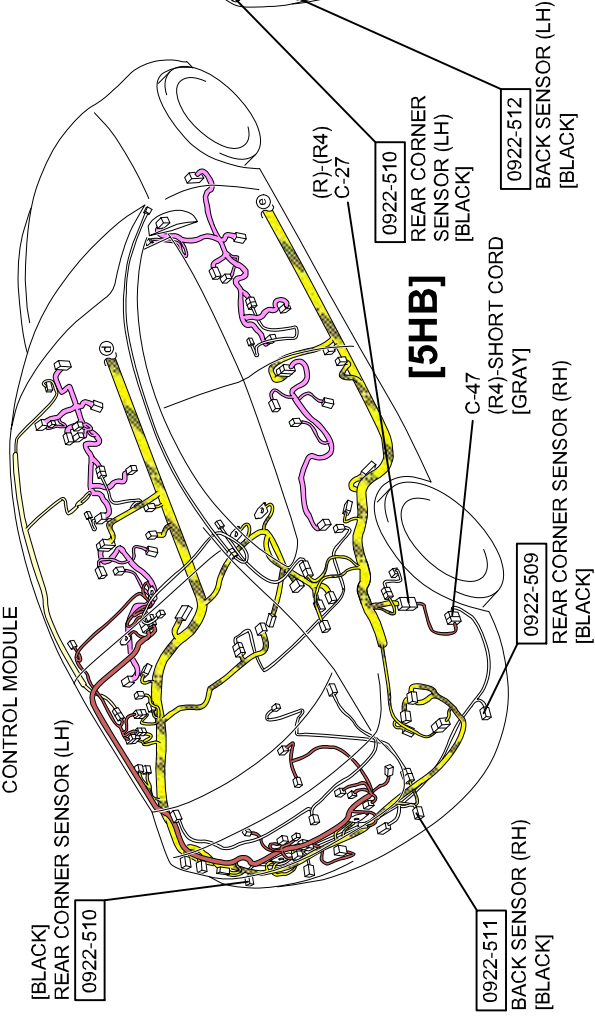 CONTROL MODULE
[BLACK]
REAR CORNER SENSOR (LH)
0922-510
d
e
(R)-(R4)
C-27
0922-510
REAR CORNER
SENSOR (LH)
[BLACK]
0922-512
BACK SENSOR (LH)
[BLACK]
[5HB]
C-47
(R4)-SHORT CORD
[GRAY]
0922-509
REAR CORNER SENSOR (RH)
[BLACK]
0922-511
BACK SENSOR (RH)
[BLACK]